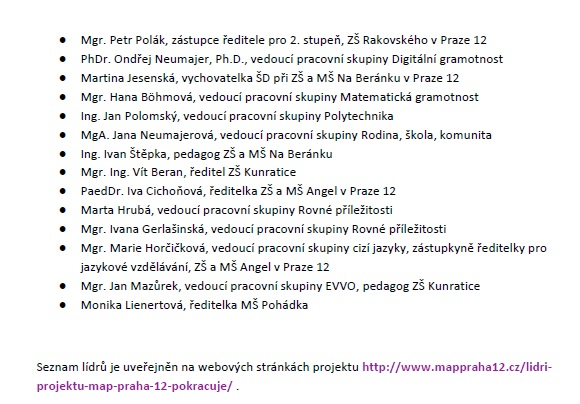 ● Mgr. Petr Polák, zástupce ředitele pro 2. stupeň, ZŠ Rakovského v Praze 12
● PhDr. Ondřej Neumajer, Ph.D., vedoucí pracovní skupiny Digitální gramotnost
● Martina Jesenská, vychovatelka ŠD při ZŠ a MŠ Na Beránku v Praze 12
● Mgr. Hana Böhmová, vedoucí pracovní skupiny Matematická gramotnost
● Ing. Jan Polomský, vedoucí pracovní skupiny Polytechnika
● MgA. Jana Neumajerová, vedoucí pracovní skupiny Rodina, škola, komunita
● Ing. Ivan Štěpka, pedagog ZŠ a MŠ Na Beránku
● Mgr. Ing. Vít Beran, ředitel ZŠ Kunratice
● PaedDr. Iva Cichoňová, ředitelka ZŠ a MŠ Angel v Praze 12
● Marta Hrubá, vedoucí pracovní skupiny Rovné příležitosti
● Mgr. Ivana Gerlašinská, vedoucí pracovní skupiny Rovné příležitosti
● Mgr. Marie Horčičková, vedoucí pracovní skupiny cizí jazyky, zástupkyně ředitelky pro
jazykové vzdělávání, ZŠ a MŠ Angel v Praze 12
● Mgr. Jan Mazůrek, vedoucí pracovní skupiny EVVO, pedagog ZŠ Kunratice
● Monika Lienertová, ředitelka MŠ Pohádka
Seznam lídrů je uveřejněn na webových stránkách projektu http://www.mappraha12.cz/lidri-
projektu-map-praha-12-pokracuje/ .